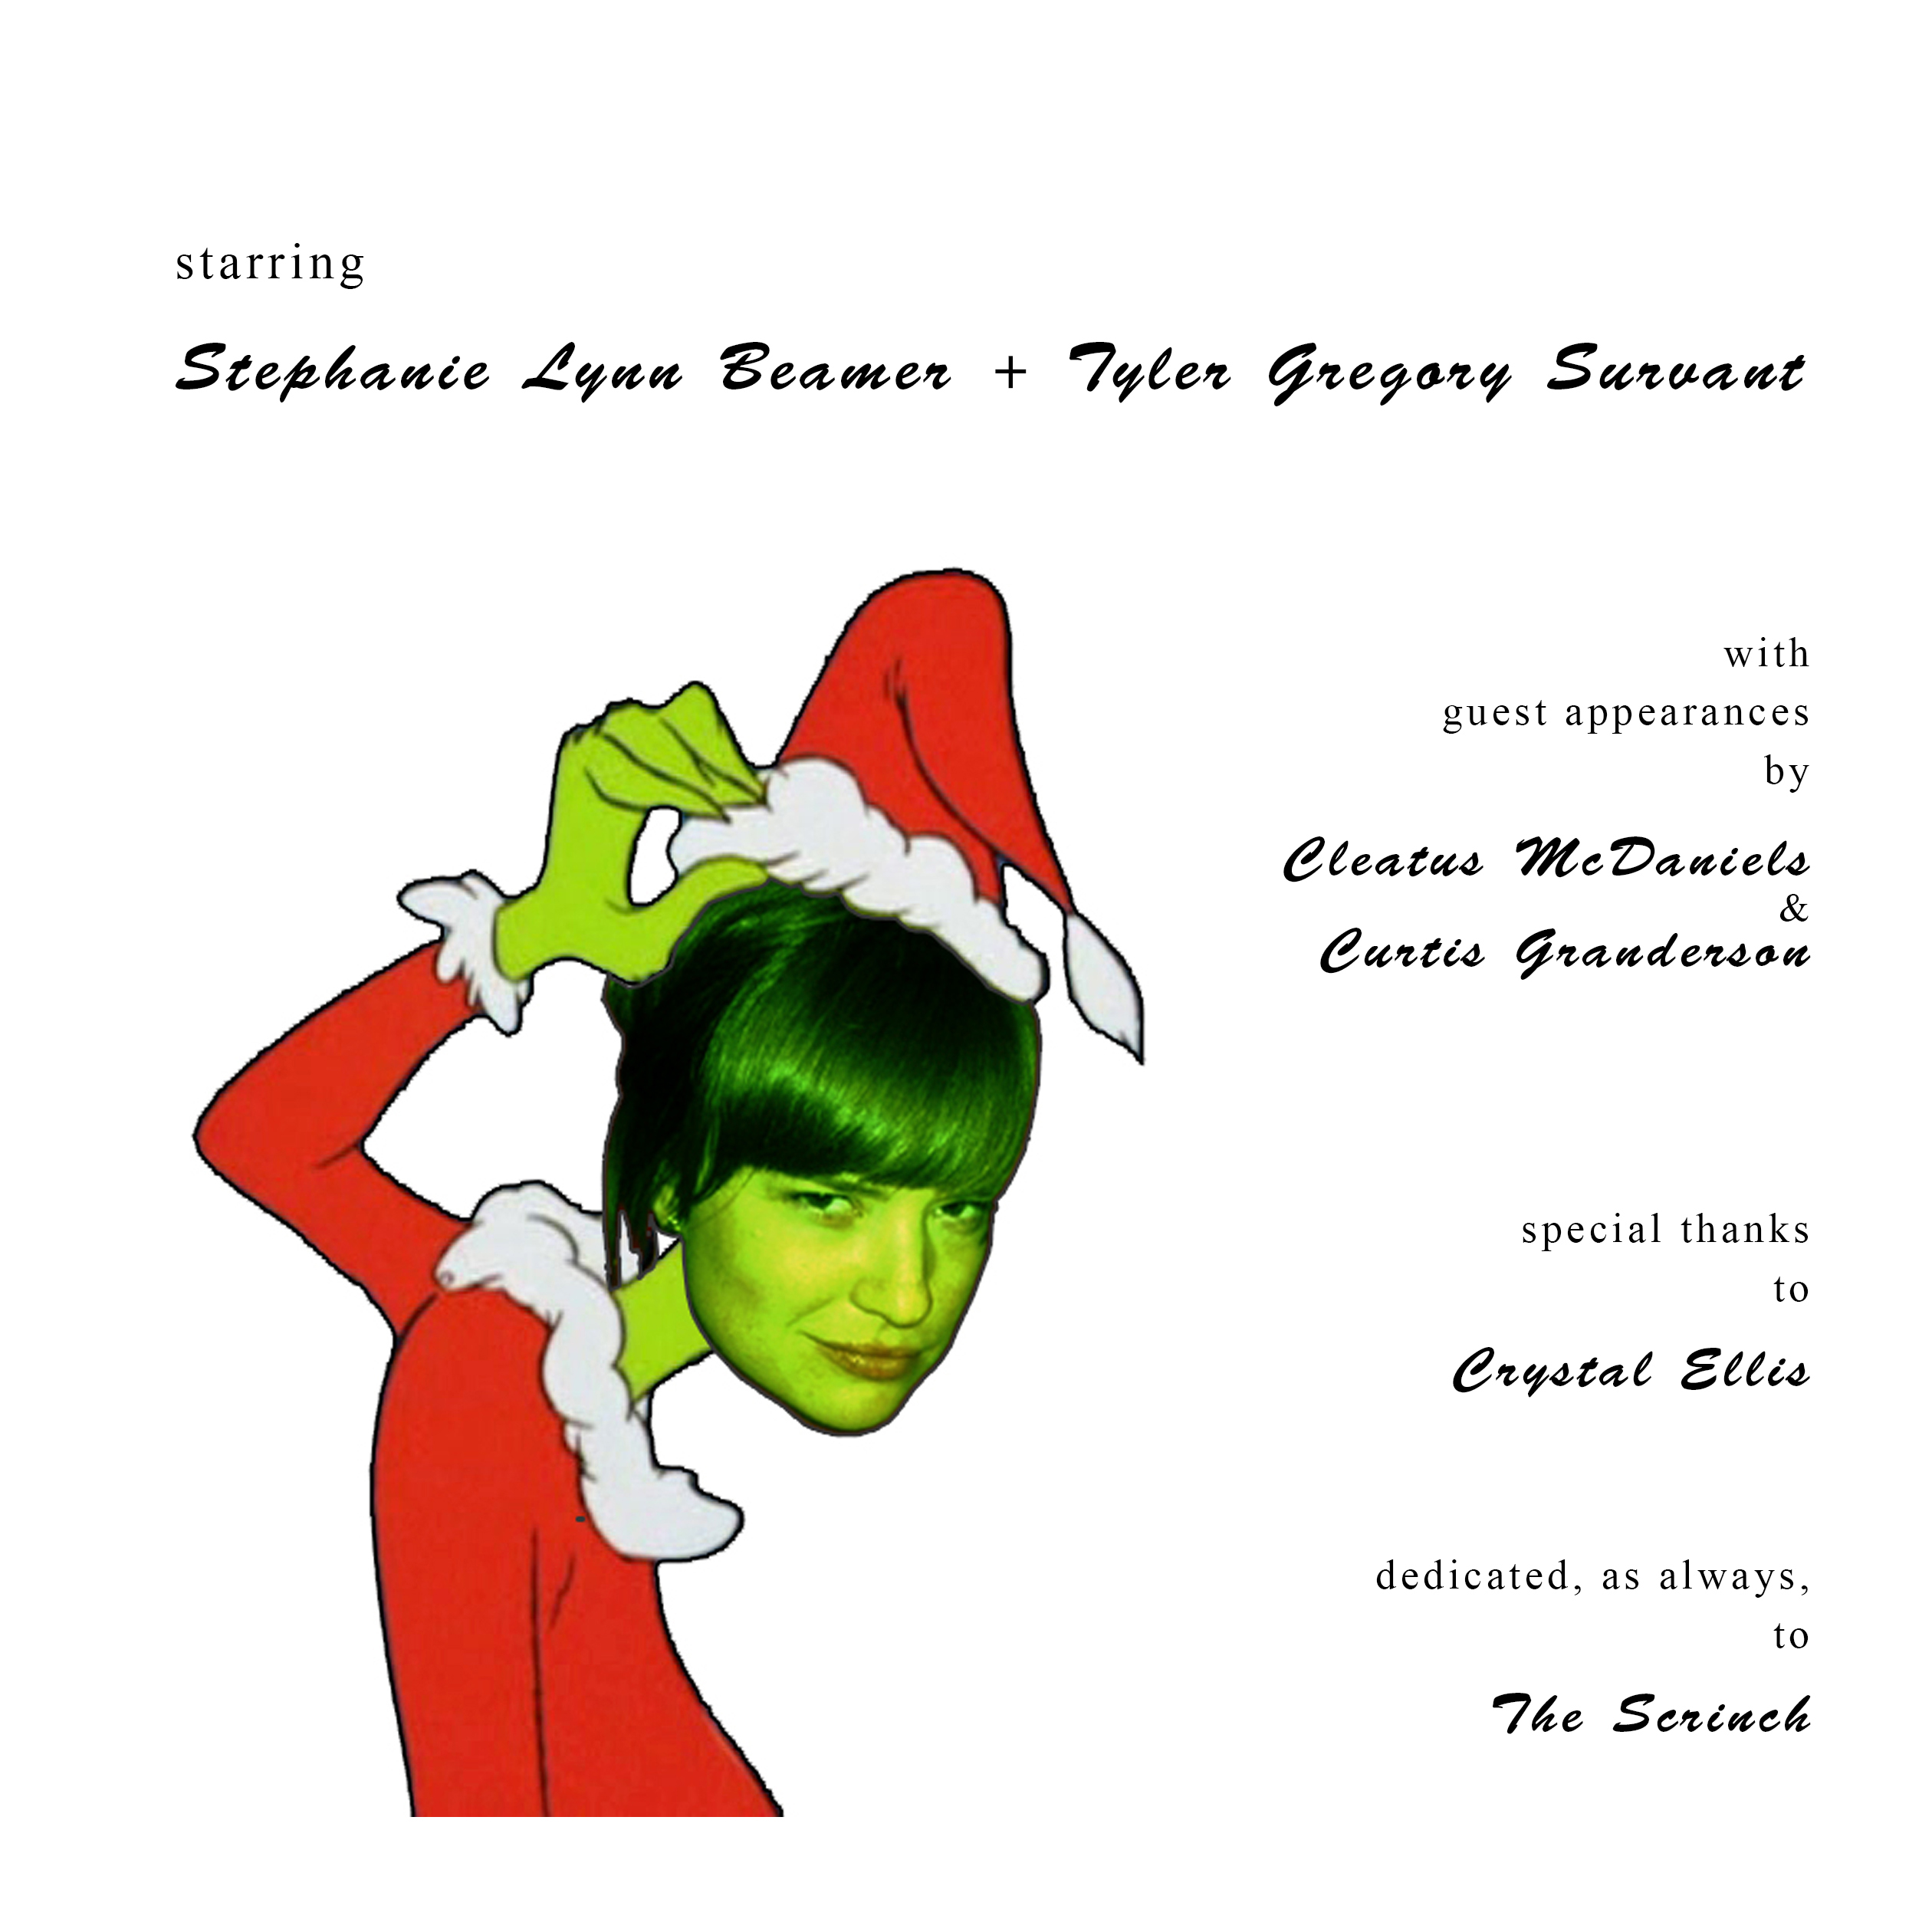 starring
Stephanie Lynn Beamer + Tyler Gregory Survant
with
guest appearances
by
Cleatus McDaniels
&
Curtis Granderson
special thanks
to
Crystal Ellis
dedicated, as always,
to
The Scrinch